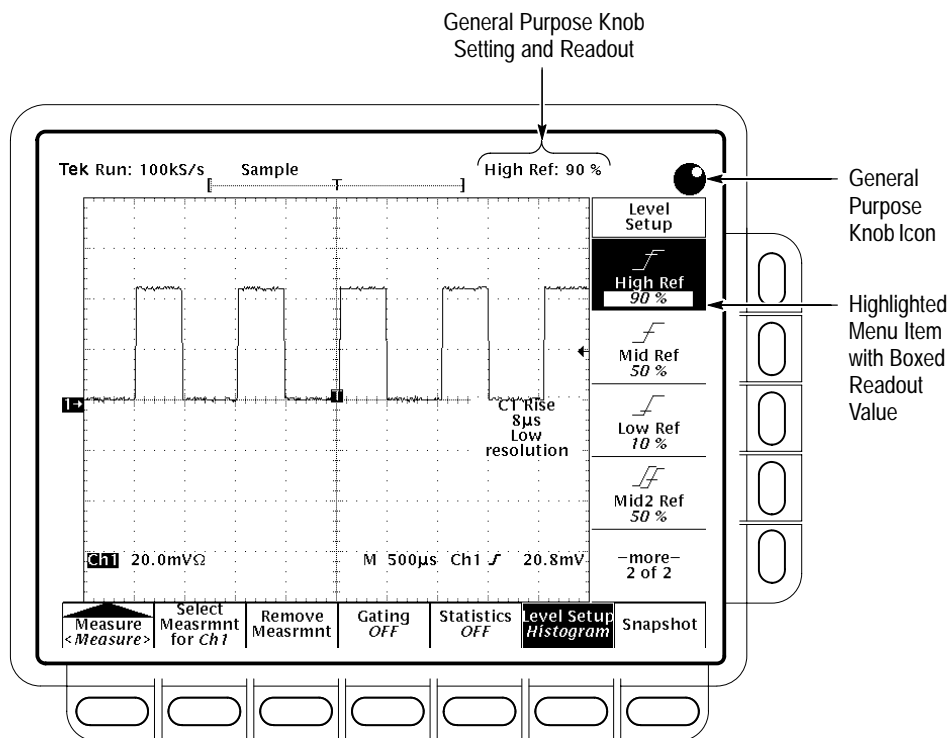 General Purpose Knob
Setting and Readout
Tek Run: 100kS/s Sample High Ref: 90 %
[ T ]
General
Purpose
Knob Icon
Level
Setup
High Ref
90 %
Highlighted
Menu Item
with Boxed
Readout
Value
Mid Ref
50 %
1→
T
C1 Rise
8µs
Low
resolution
Low Ref
10 %
Mid2 Ref
50 %
Ch1 20.0mVΩ M 500µs Ch1 20.8mV
–more–
2 of 2
Measure
<Measure>
Select
Measrmnt
for Ch1
Remove
Measrmnt
Gating
OFF
Statistics
OFF
Level Setup
Histogram
Snapshot